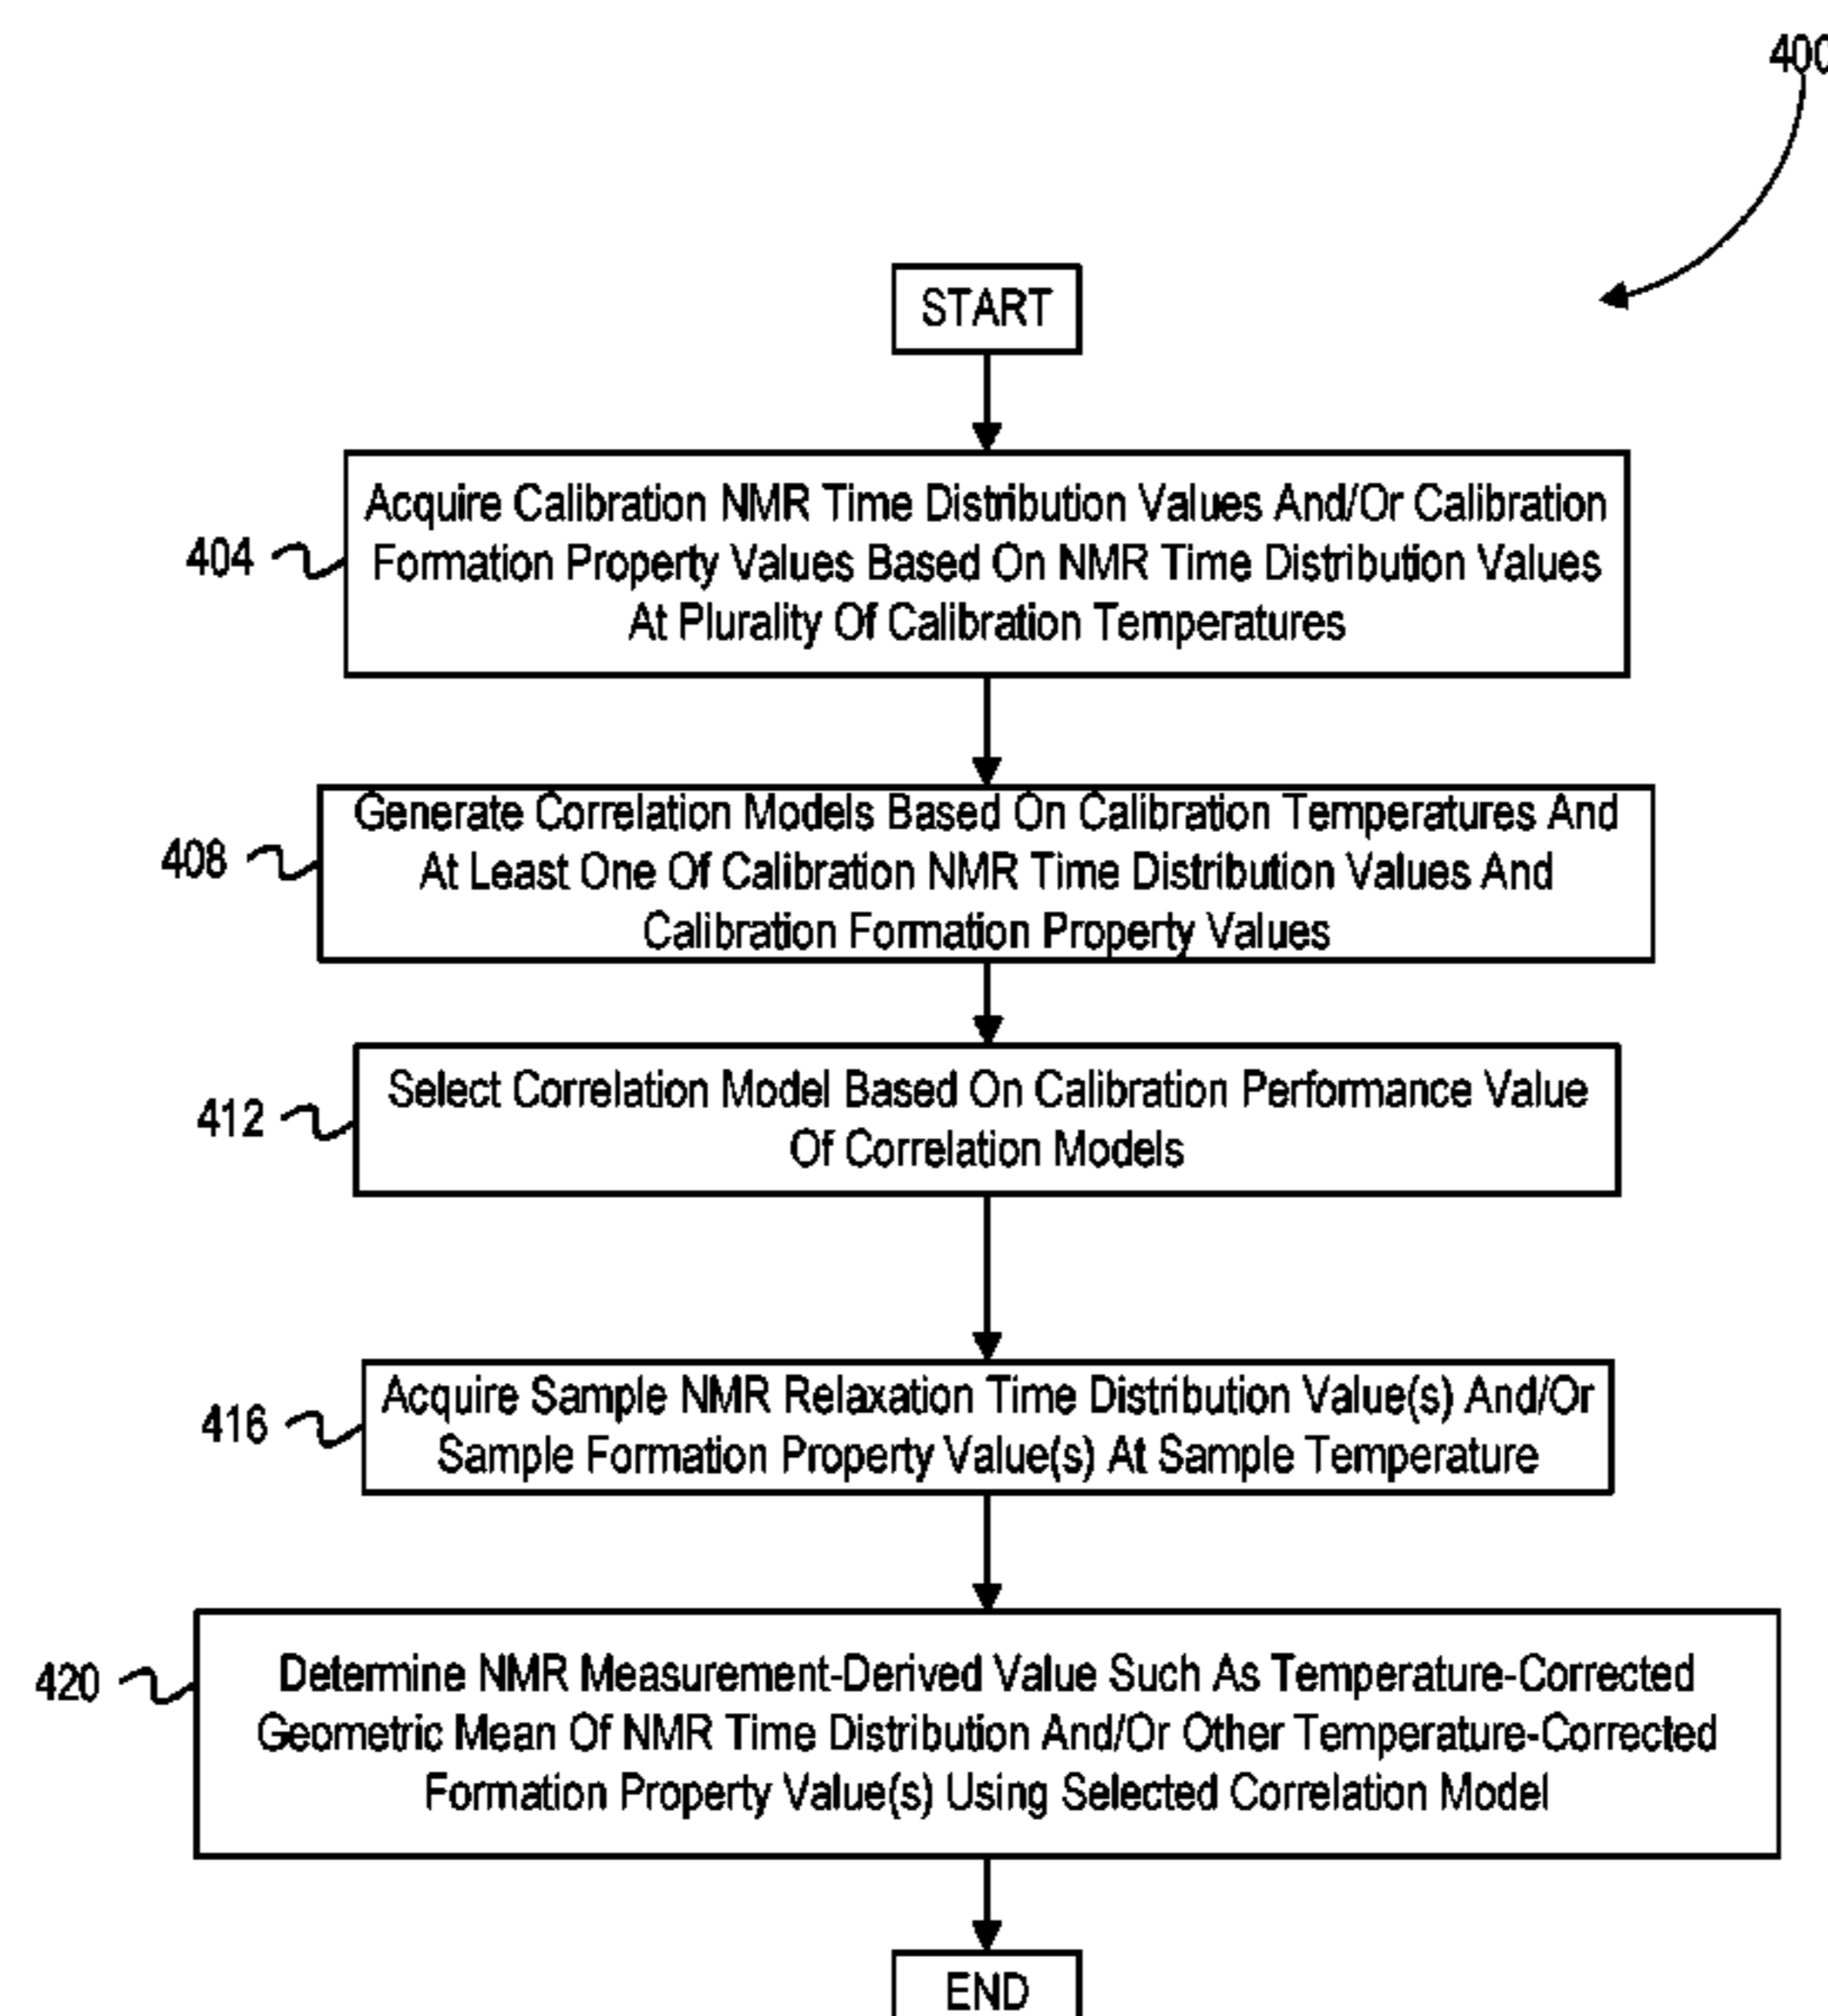 400
START
404
Acquire Calibration NMR Time Distribution Values And/Or Calibration
Formation Property Values Based On NMR Time Distribution Values
At Plurality Of Calibration Temperatures
408
Generate Correlation Models Based On Calibration Temperatures And
At Least One Of Calibration NMR Time Distribution Values And
Calibration Formation Property Values
412
Select Correlation Model Based On Calibration Performance Value
Of Correlation Models
416
Acquire Sample NMR Relaxation Time Distribution Value(s) And/Or
Sample Formation Property Value(s) At Sample Temperature
420
Determine NMR Measurement-Derived Value Such As Temperature-Corrected
Geometric Mean Of NMR Time Distribution And/Or Other Temperature-Corrected
Formation Property Value(s) Using Selected Correlation Model
END